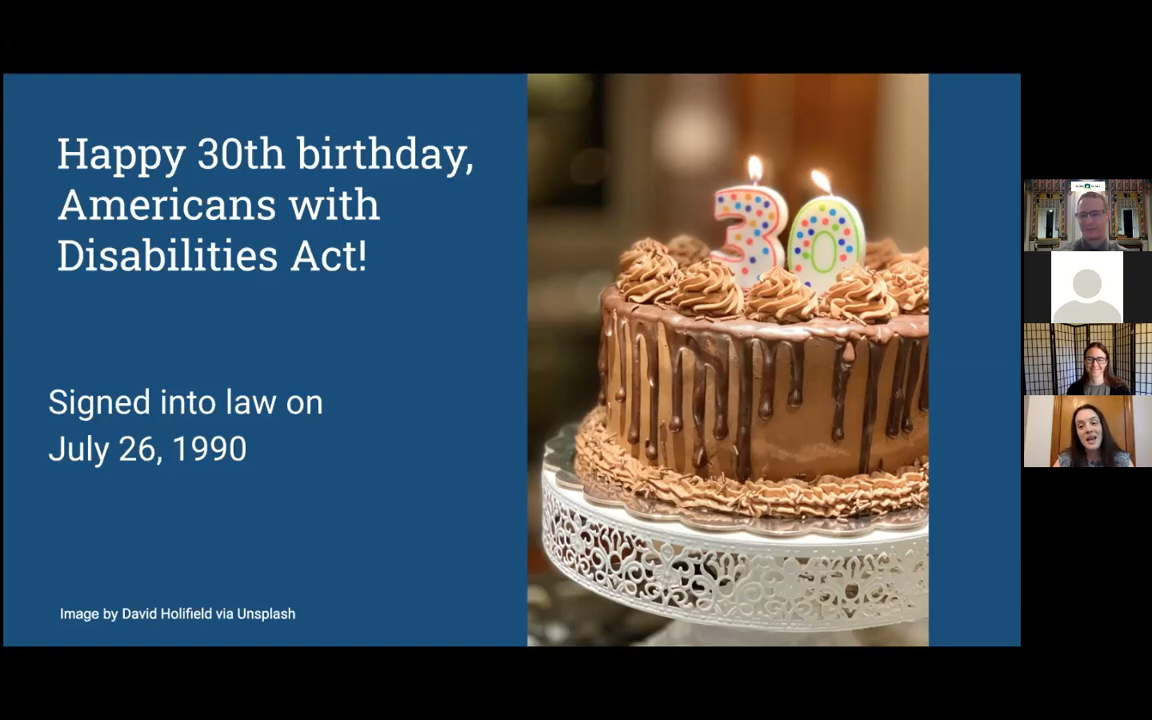 Happy 30th birthday,
Americans with
Disabilities Act!
30
Signed into law on
July 26, 1990
Image by David Holifield via Unsplash